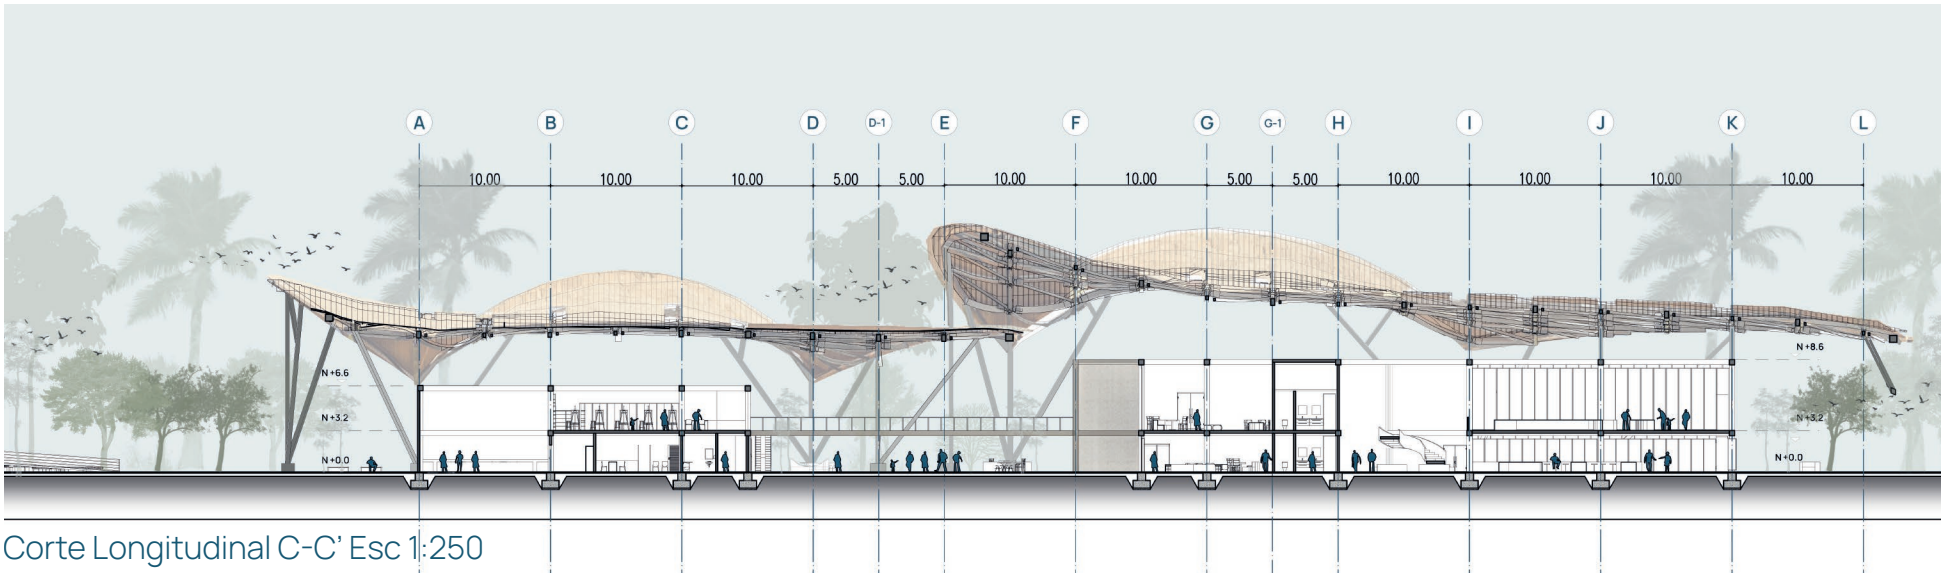 A B C D D-1 E F G G-1 H I J K L
10.00 10.00 10.00 5.00 5.00 10.00 10.00 5.00 5.00 10.00 10.00 10.00 10.00
N +8.6
N +6.6
N +3.2 N +3.2
N +0.0 N +0.0
Corte Longitudinal C-C' Esc 1:250